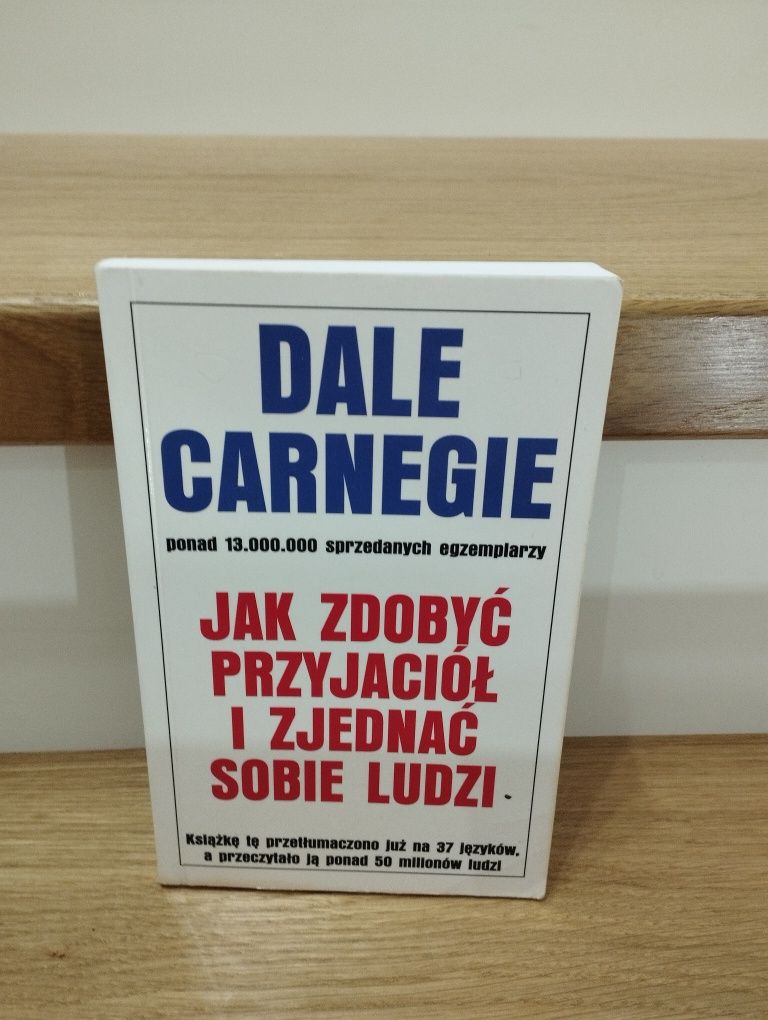 DALE
CARNEGIE
ponad 13.000.000 sprzedanych egzemplarzy
JAK ZDOBYĆ
PRZYJACIÓŁ
I ZJEDNAĆ
SOBIE LUDZI
Książkę tę przetłumaczono już na 37 języków,
a przeczytało ją ponad 50 milionów ludzi